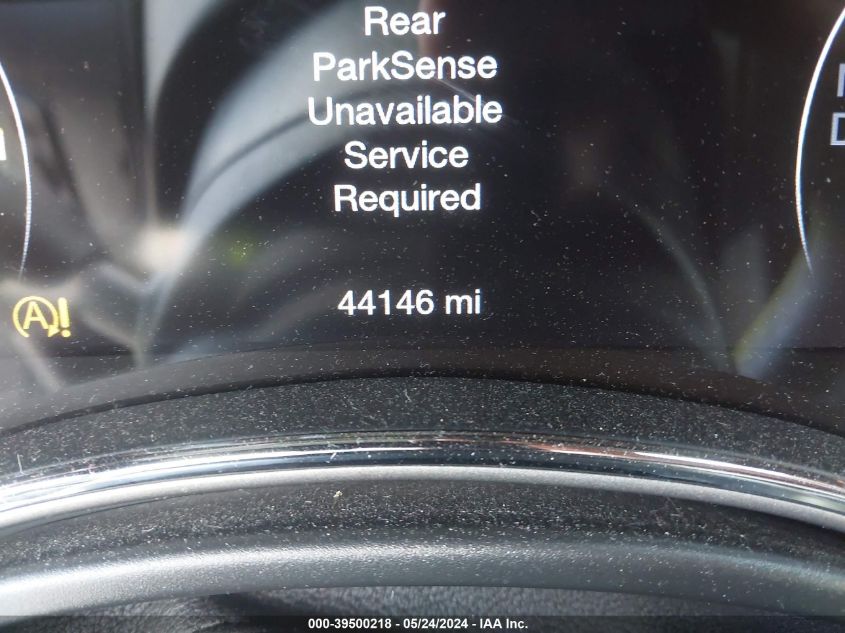 Rear
ParkSense
Unavailable
Service
Required
44146 mi
A!
000-39500218 - 05/24/2024 - IAA Inc.